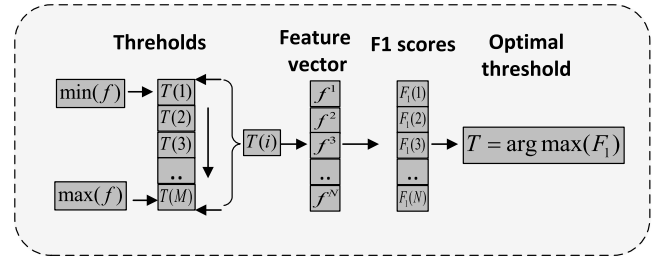 Threholds
Feature
vector
F1 scores
Optimal
threshold
min(f)
T(1)
T(2)
T(3)
..
T(M)
max(f)
T(i)
f¹
f²
f³
..
fᴺ
F₁(1)
F₁(2)
F₁(3)
..
F₁(N)
T = arg max(F₁)